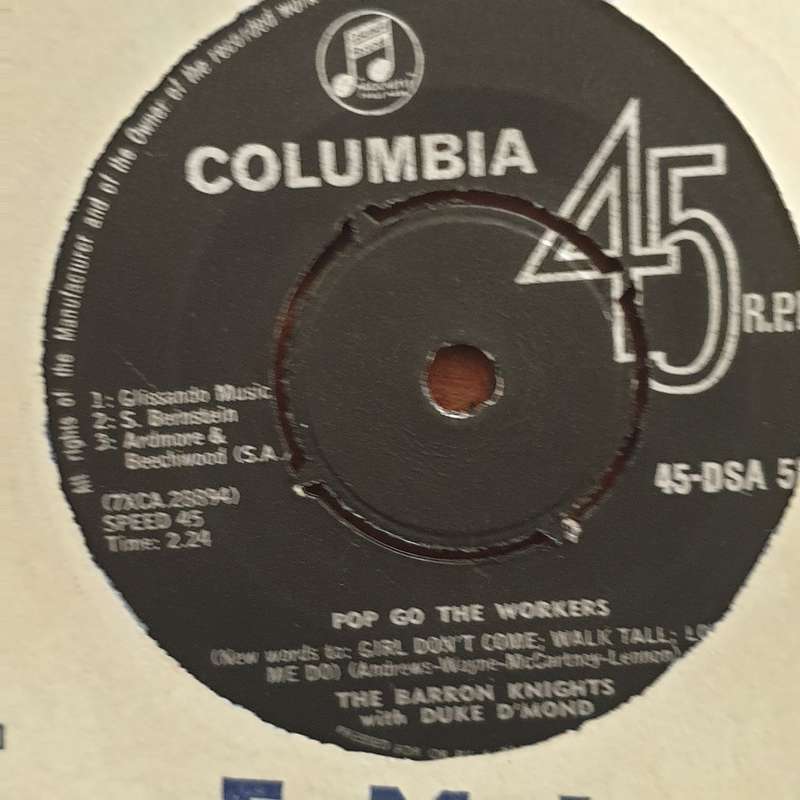 All rights of the Manufacturer and of the Owner of the recorded work
COLUMBIA
45
R.P.
1: Glissando Music
2: S. Bernstein
3: Ardmore &
Beechwood (S.A.
(7XCA.28894)
SPEED 45
Time: 2.24
45-DSA 5
POP GO THE WORKERS
(New words to: GIRL DON'T COME; WALK TALL; LO
ME DO) (Andrews-Wayne-McCartney-Lennon)
THE BARRON KNIGHTS
with DUKE D'MOND